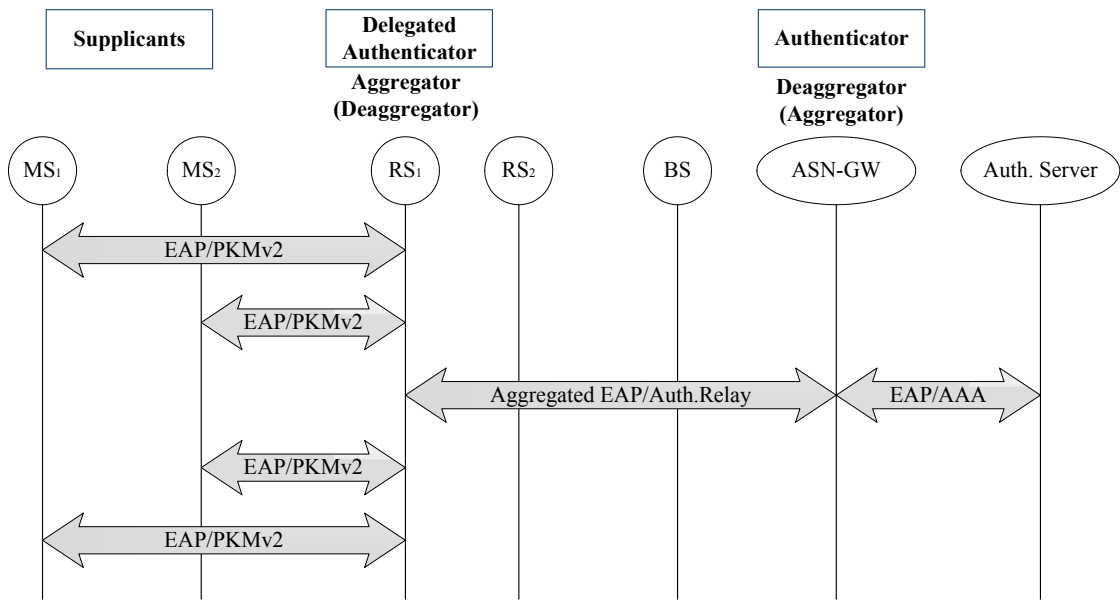 Supplicants
Delegated
Authenticator
Aggregator
(Deaggregator)
Authenticator
Deaggregator
(Aggregator)
MS1
MS2
RS1
RS2
BS
ASN-GW
Auth. Server
EAP/PKMv2
EAP/PKMv2
Aggregated EAP/Auth.Relay
EAP/AAA
EAP/PKMv2
EAP/PKMv2